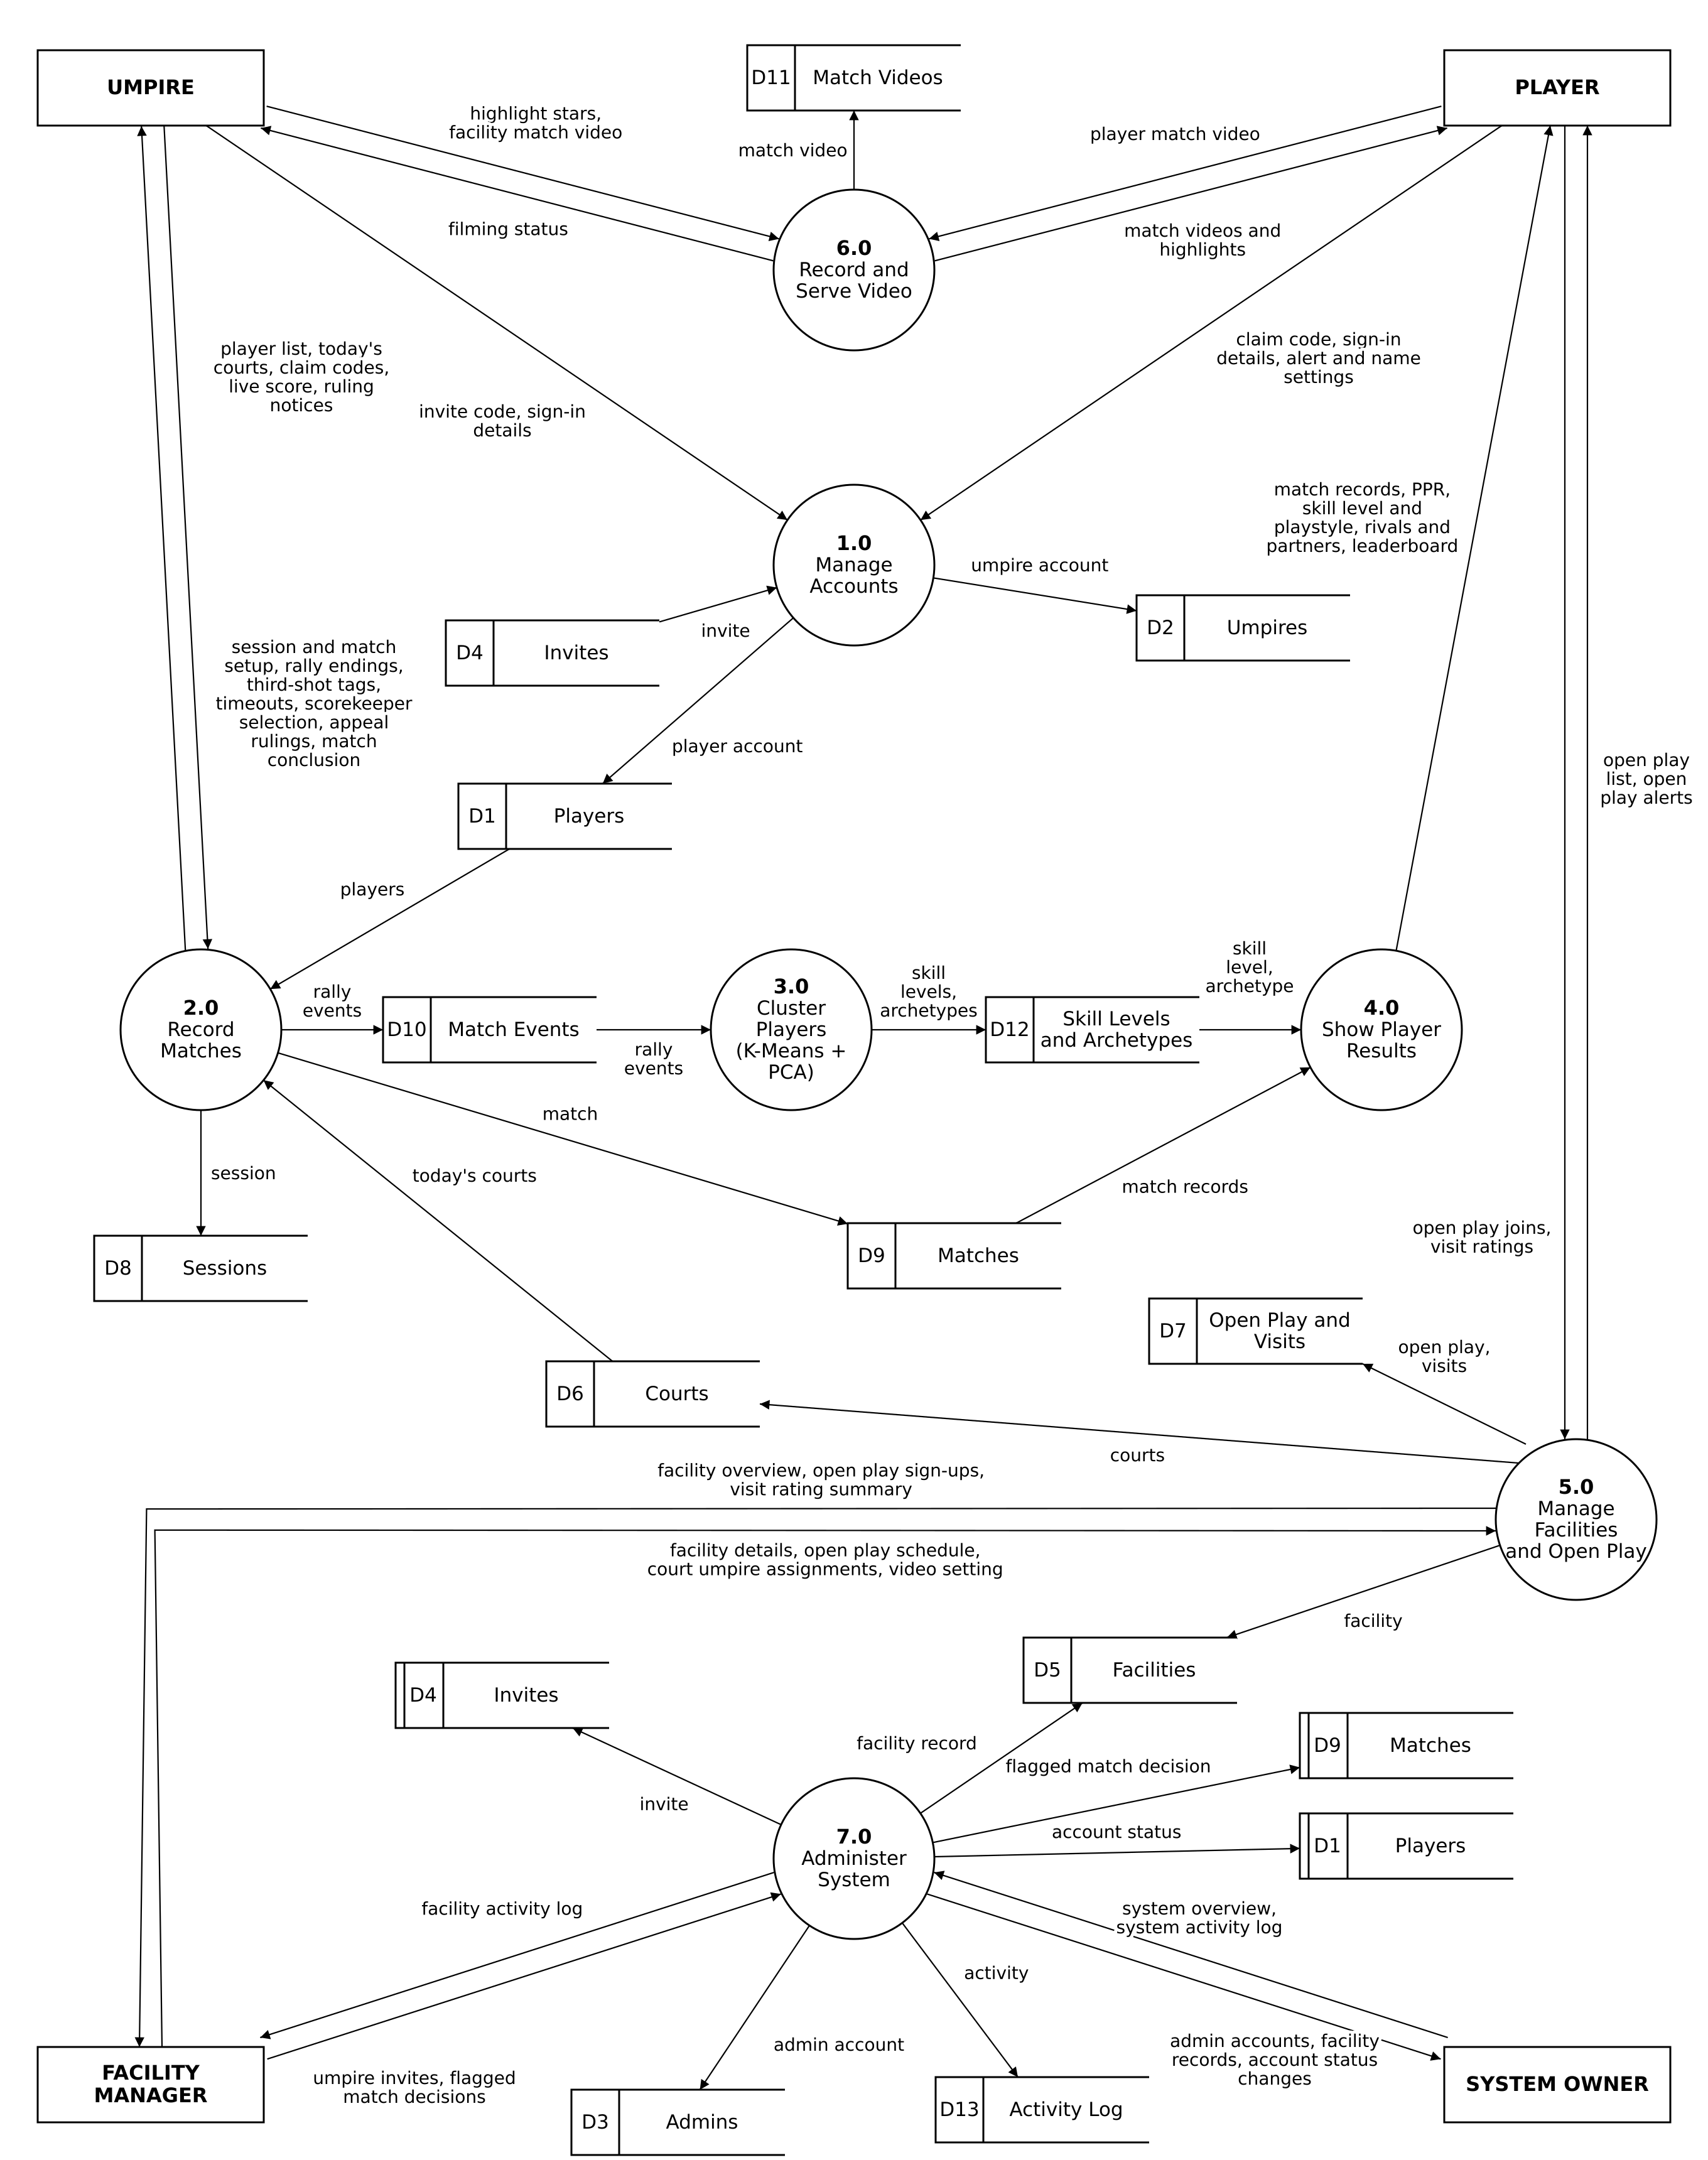 UMPIRE
D11
Match Videos
PLAYER
highlight stars,
facility match video
match video
player match video
filming status
6.0
Record and
Serve Video
match videos and
highlights
player list, today's
courts, claim codes,
live score, ruling
notices
invite code, sign-in
details
claim code, sign-in
details, alert and name
settings
match records, PPR,
skill level and
playstyle, rivals and
partners, leaderboard
1.0
Manage
Accounts
umpire account
D2
Umpires
D4
Invites
invite
session and match
setup, rally endings,
third-shot tags,
timeouts, scorekeeper
selection, appeal
rulings, match
conclusion
player account
open play
list, open
play alerts
D1
Players
players
2.0
Record
Matches
rally
events
D10
Match Events
rally
events
3.0
Cluster
Players
(K-Means +
PCA)
skill
levels,
archetypes
D12
Skill Levels
and Archetypes
skill
level,
archetype
4.0
Show Player
Results
match
session
today's courts
match records
D8
Sessions
D9
Matches
open play joins,
visit ratings
D7
Open Play and
Visits
open play,
visits
D6
Courts
courts
facility overview, open play sign-ups,
visit rating summary
5.0
Manage
Facilities
and Open Play
facility details, open play schedule,
court umpire assignments, video setting
facility
D5
Facilities
D4
Invites
facility record
flagged match decision
D9
Matches
invite
7.0
Administer
System
account status
D1
Players
facility activity log
system overview,
system activity log
activity
admin account
admin accounts, facility
records, account status
changes
FACILITY
MANAGER
umpire invites, flagged
match decisions
D3
Admins
D13
Activity Log
SYSTEM OWNER